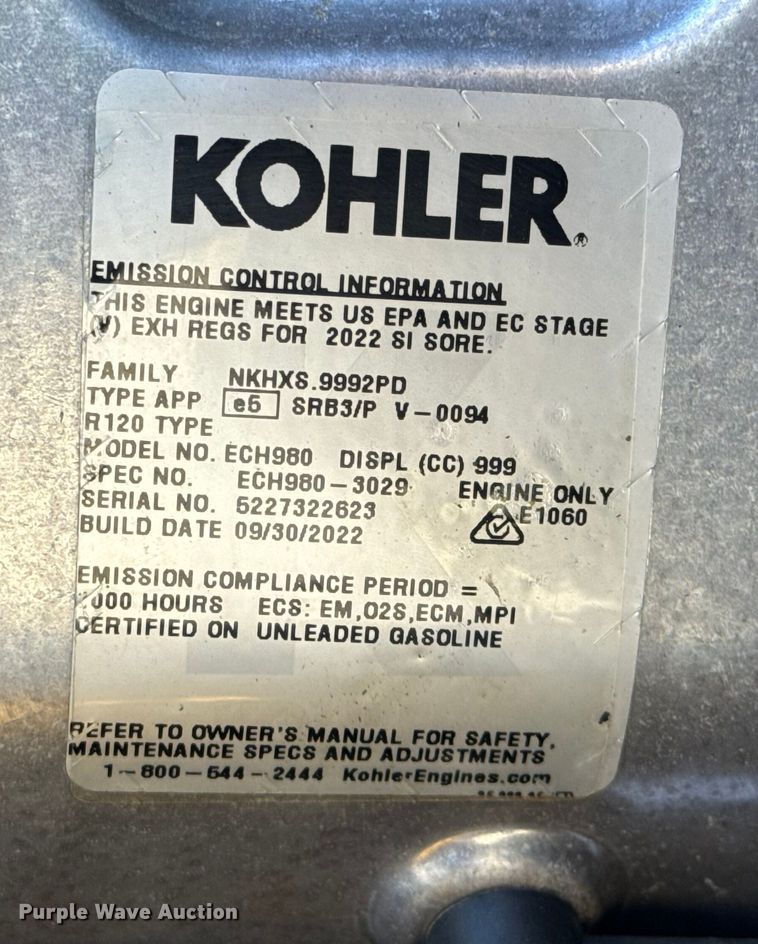 KOHLER®
EMISSION CONTROL INFORMATION
THIS ENGINE MEETS US EPA AND EC STAGE
(V) EXH REGS FOR 2022 SI SORE.
FAMILY NKHXS.9992PD
TYPE APP e5 SRB3/P V-0094
R120 TYPE
MODEL NO. ECH980 DISPL (CC) 999
SPEC NO. ECH980-3029 ENGINE ONLY
SERIAL NO. 5227322623 E1060
BUILD DATE 09/30/2022
EMISSION COMPLIANCE PERIOD =
HOURS ECS: EM,O2S,ECM,MPI
CERTIFIED ON UNLEADED GASOLINE
REFER TO OWNER'S MANUAL FOR SAFETY,
MAINTENANCE SPECS AND ADJUSTMENTS
1-800-544-2444 KohlerEngines.com
Purple Wave Auction